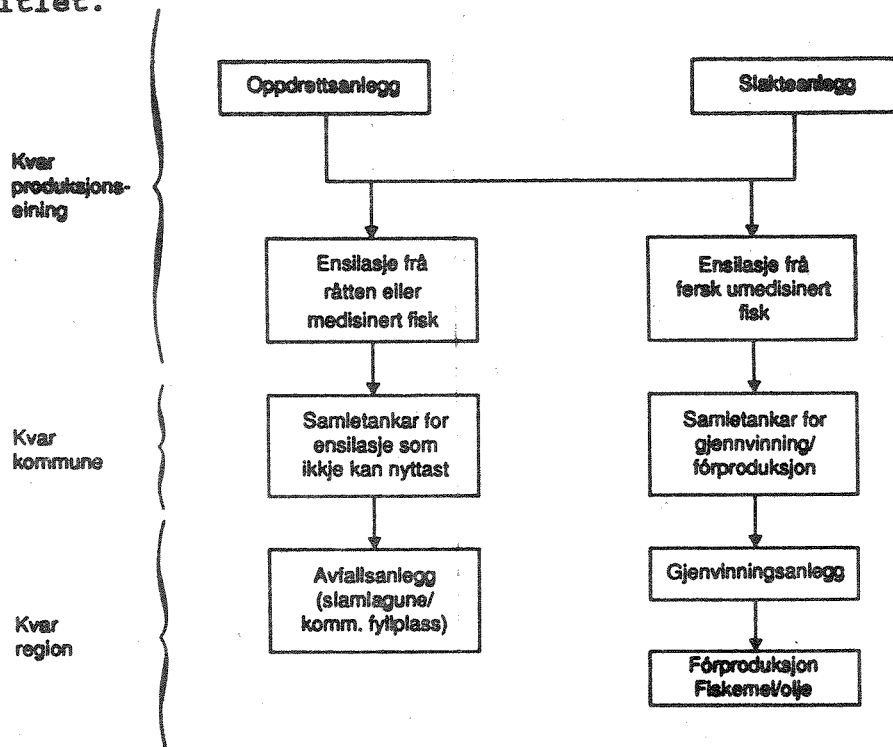 Oppdrettsanlegg
Slakteanlegg
Kvar
produksjons-
eining
Ensilasje frå
råtten eller
medisinert fisk
Ensilasje frå
fersk umedisinert
fisk
Kvar
kommune
Samletankar for
ensilasje som
ikkje kan nyttast
Samletankar for
gjennvinning/
fórproduksjon
Avfallsanlegg
(slamlagune/
komm. fyllplass)
Gjenvinningsanlegg
Kvar
region
Fórproduksjon
Fiskemel/olje